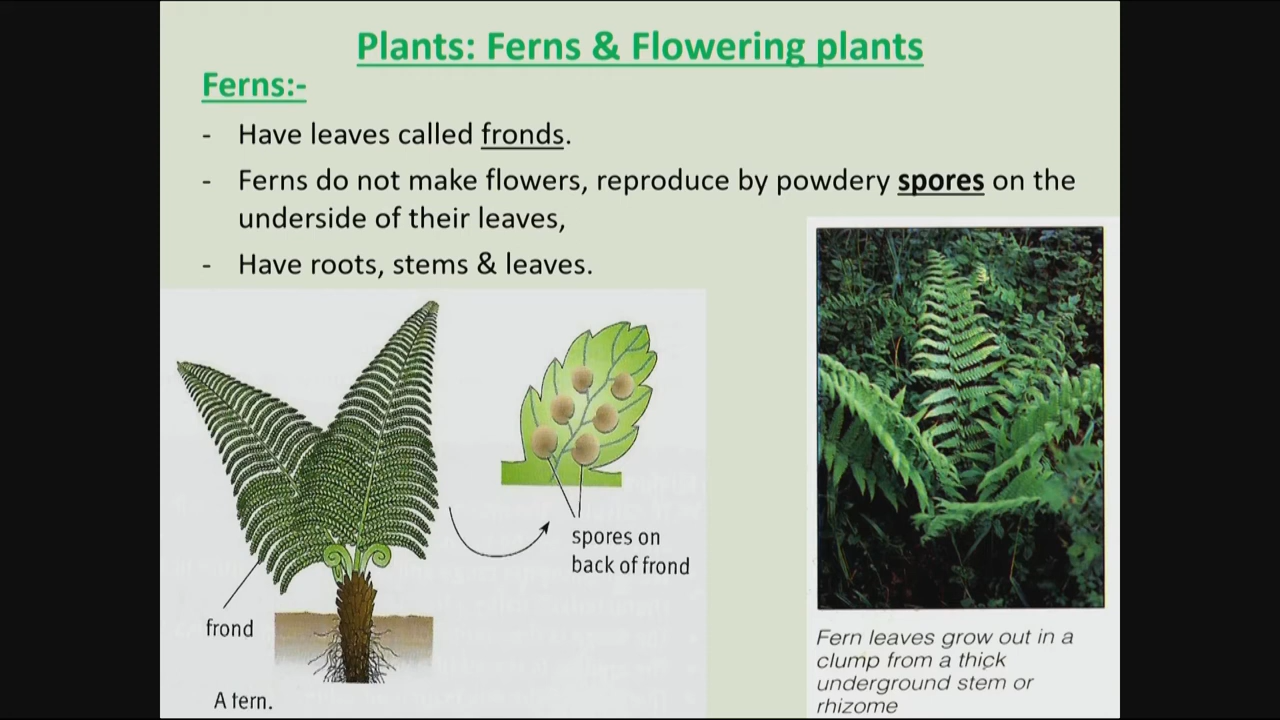 Plants: Ferns & Flowering plants
Ferns:-
- Have leaves called fronds.
- Ferns do not make flowers, reproduce by powdery spores on the
underside of their leaves,
- Have roots, stems & leaves.
spores on
back of frond
frond
A fern.
Fern leaves grow out in a
clump from a thick
underground stem or
rhizome